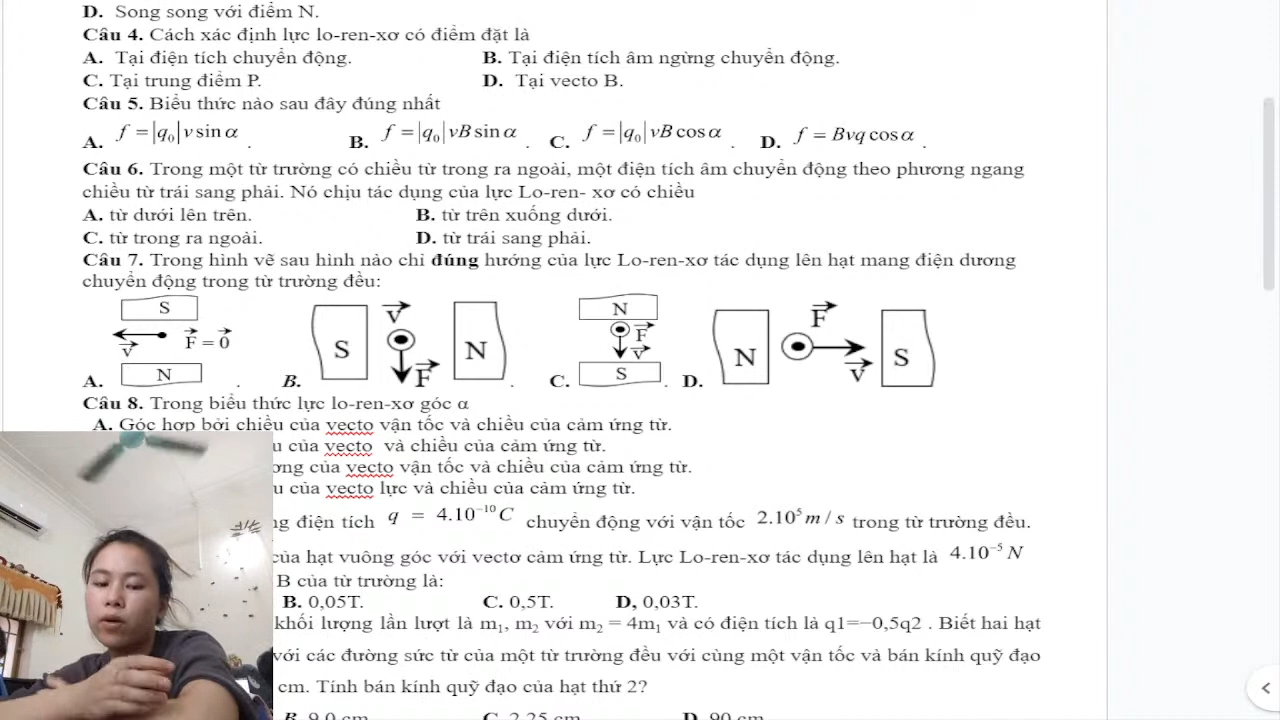 D. Song song với điểm N.
Câu 4. Cách xác định lực lo-ren-xơ có điểm đặt là
A. Tại điện tích chuyển động. B. Tại điện tích âm ngừng chuyển động.
C. Tại trung điểm P. D. Tại vecto B.
Câu 5. Biểu thức nào sau đây đúng nhất
A. f = |q₀| v sin α . B. f = |q₀| vB sin α . C. f = |q₀| vB cos α . D. f = Bvq cos α .
Câu 6. Trong một từ trường có chiều từ trong ra ngoài, một điện tích âm chuyển động theo phương ngang
chiều từ trái sang phải. Nó chịu tác dụng của lực Lo-ren- xơ có chiều
A. từ dưới lên trên. B. từ trên xuống dưới.
C. từ trong ra ngoài. D. từ trái sang phải.
Câu 7. Trong hình vẽ sau hình nào chỉ đúng hướng của lực Lo-ren-xơ tác dụng lên hạt mang điện dương
chuyển động trong từ trường đều:
S v⃗ F⃗ = 0⃗ N
S v⃗ F⃗ N
N F⃗ v⃗ S
N F⃗ v⃗ S
A. . B. . C. . D.
Câu 8. Trong biểu thức lực lo-ren-xơ góc α
A. Góc hợp bởi chiều của vecto vận tốc và chiều của cảm ứng từ.
của vecto và chiều của cảm ứng từ.
của vecto vận tốc và chiều của cảm ứng từ.
của vecto lực và chiều của cảm ứng từ.
điện tích q = 4.10⁻¹⁰ C chuyển động với vận tốc 2.10⁵ m / s trong từ trường đều.
của hạt vuông góc với vectơ cảm ứng từ. Lực Lo-ren-xơ tác dụng lên hạt là 4.10⁻⁵ N
B của từ trường là:
B. 0,05T. C. 0,5T. D, 0,03T.
khối lượng lần lượt là m₁, m₂ với m₂ = 4m₁ và có điện tích là q1=−0,5q2 . Biết hai hạt
với các đường sức từ của một từ trường đều với cùng một vận tốc và bán kính quỹ đạo
cm. Tính bán kính quỹ đạo của hạt thứ 2?
B. 9,0 cm C. 2,25 cm D. 90 cm